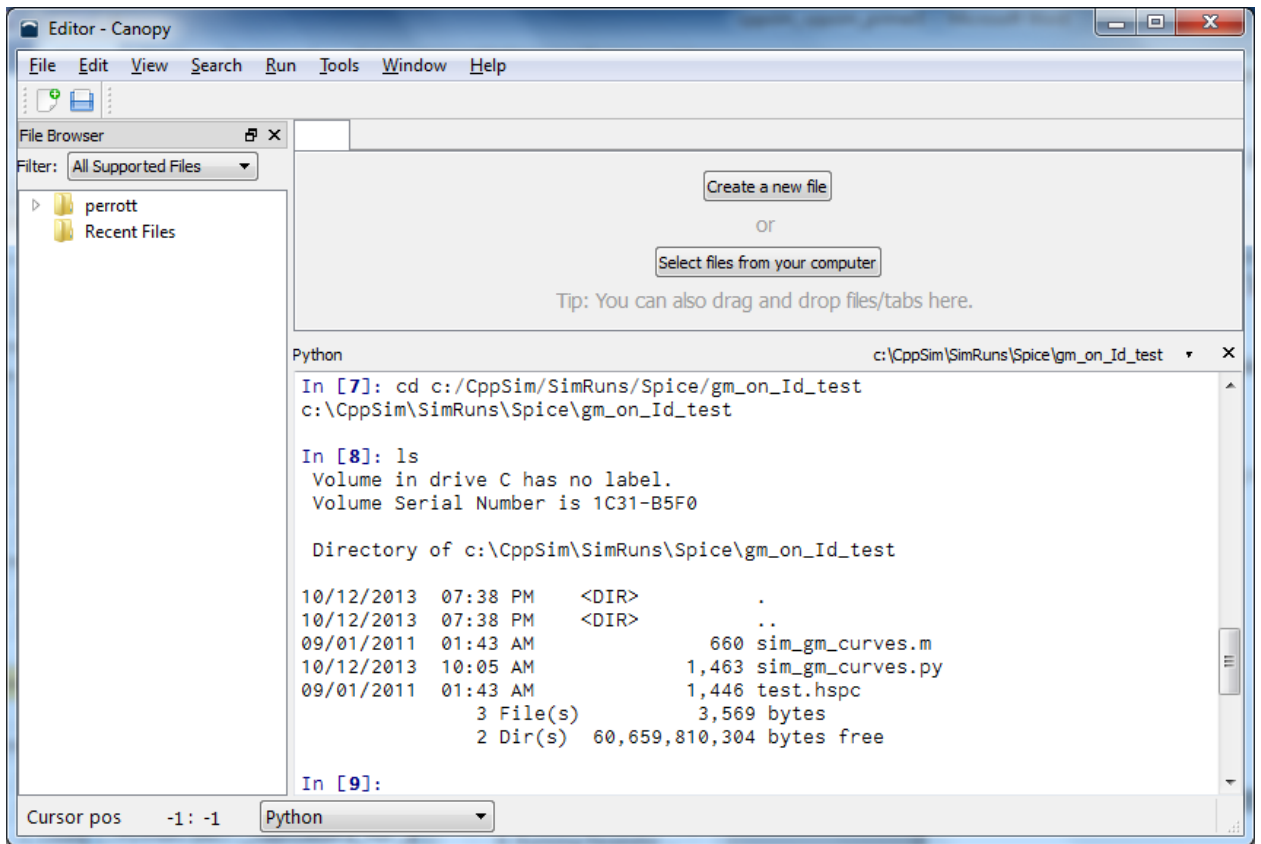 Editor - Canopy
File Edit View Search Run Tools Window Help
File Browser
Filter: All Supported Files
perrott
Recent Files
Create a new file
or
Select files from your computer
Tip: You can also drag and drop files/tabs here.
Python c:\CppSim\SimRuns\Spice\gm_on_Id_test
In [7]: cd c:/CppSim/SimRuns/Spice/gm_on_Id_test
c:\CppSim\SimRuns\Spice\gm_on_Id_test
In [8]: ls
Volume in drive C has no label.
Volume Serial Number is 1C31-B5F0
Directory of c:\CppSim\SimRuns\Spice\gm_on_Id_test
10/12/2013 07:38 PM <DIR> .
10/12/2013 07:38 PM <DIR> ..
09/01/2011 01:43 AM 660 sim_gm_curves.m
10/12/2013 10:05 AM 1,463 sim_gm_curves.py
09/01/2011 01:43 AM 1,446 test.hspc
3 File(s) 3,569 bytes
2 Dir(s) 60,659,810,304 bytes free
In [9]:
Cursor pos -1 : -1 Python